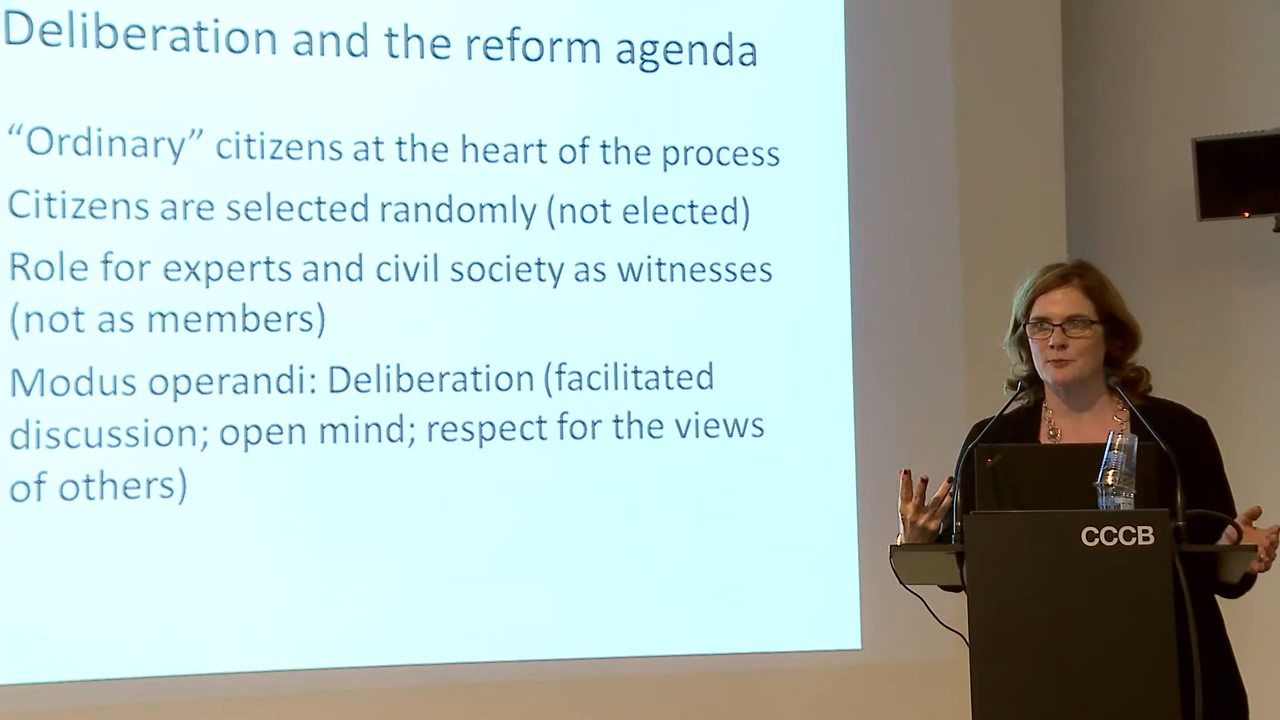 Deliberation and the reform agenda
“Ordinary” citizens at the heart of the process
Citizens are selected randomly (not elected)
Role for experts and civil society as witnesses
(not as members)
Modus operandi: Deliberation (facilitated
discussion; open mind; respect for the views
of others)
CCCB